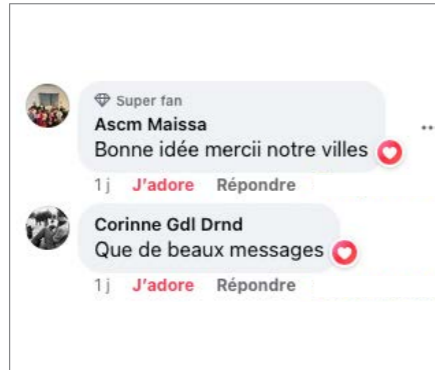 Super fan
Ascm Maissa
Bonne idée mercii notre villes
1 j J'adore Répondre
Corinne Gdl Drnd
Que de beaux messages
1 j J'adore Répondre